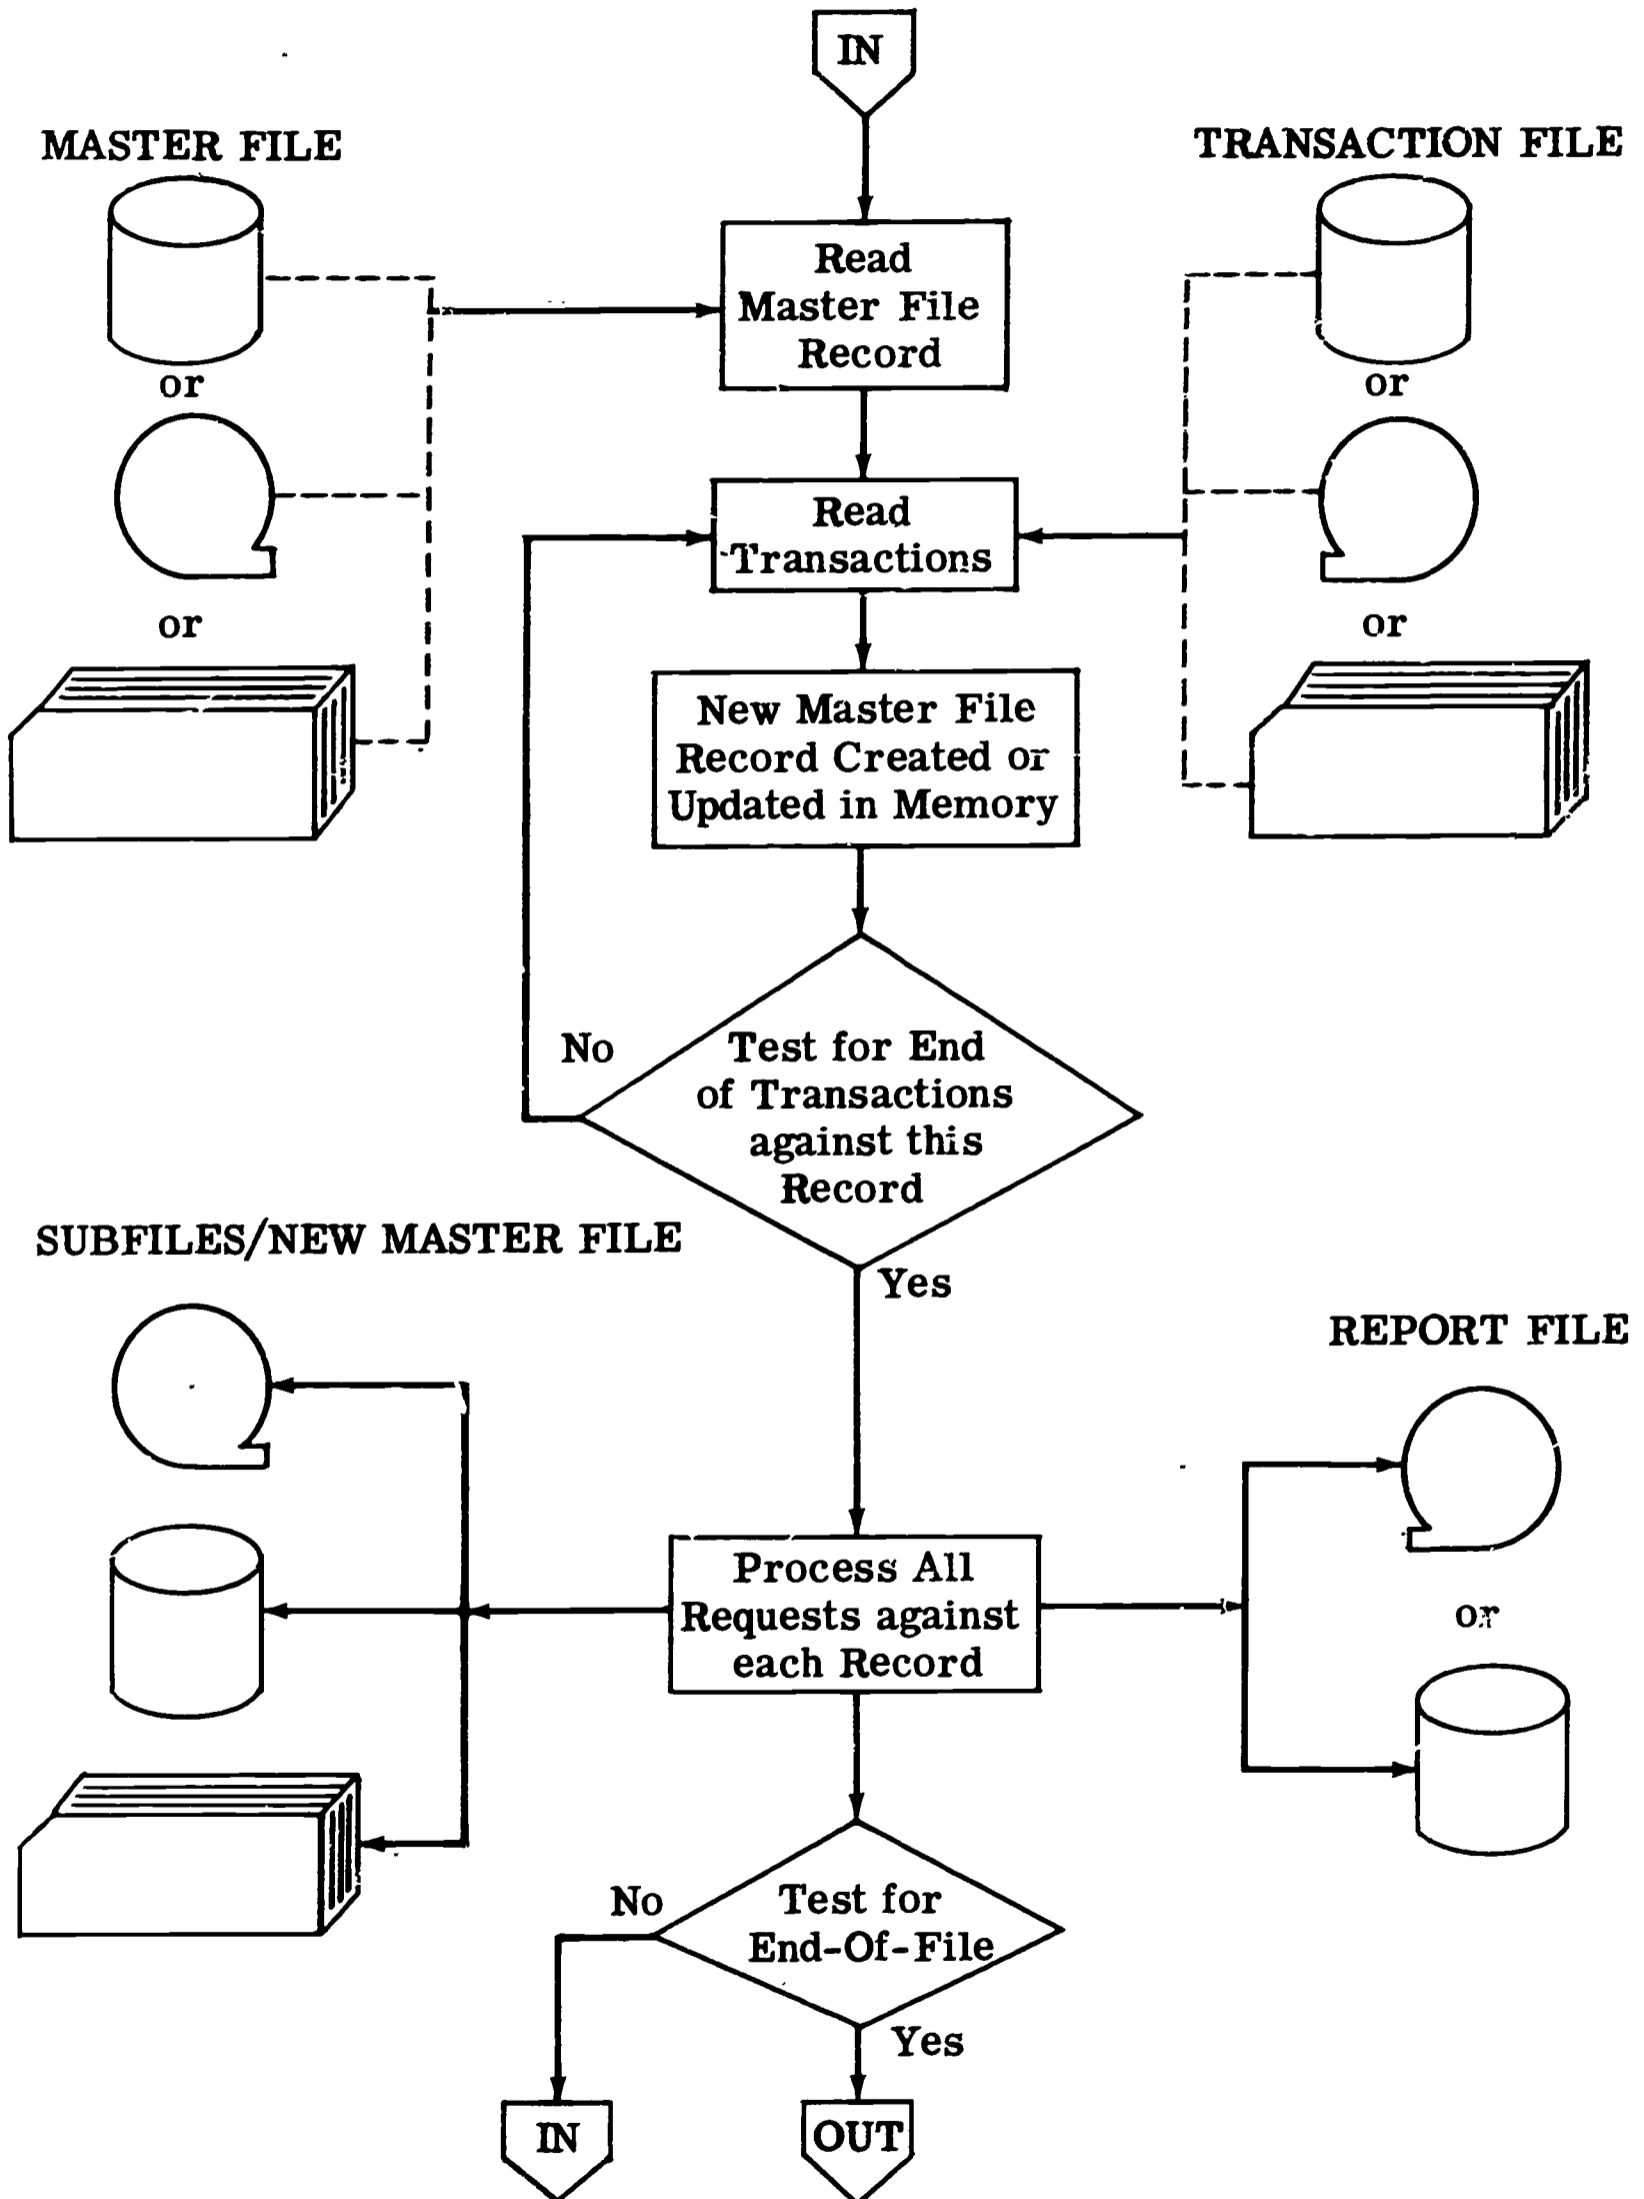 IN
MASTER FILE
TRANSACTION FILE
Read
Master File
Record
or
or
Read
Transactions
or
or
New Master File
Record Created or
Updated in Memory
No
Test for End
of Transactions
against this
Record
SUBFILES/NEW MASTER FILE
Yes
REPORT FILE
Process All
Requests against
each Record
or
No
Test for
End-Of-File
Yes
IN
OUT